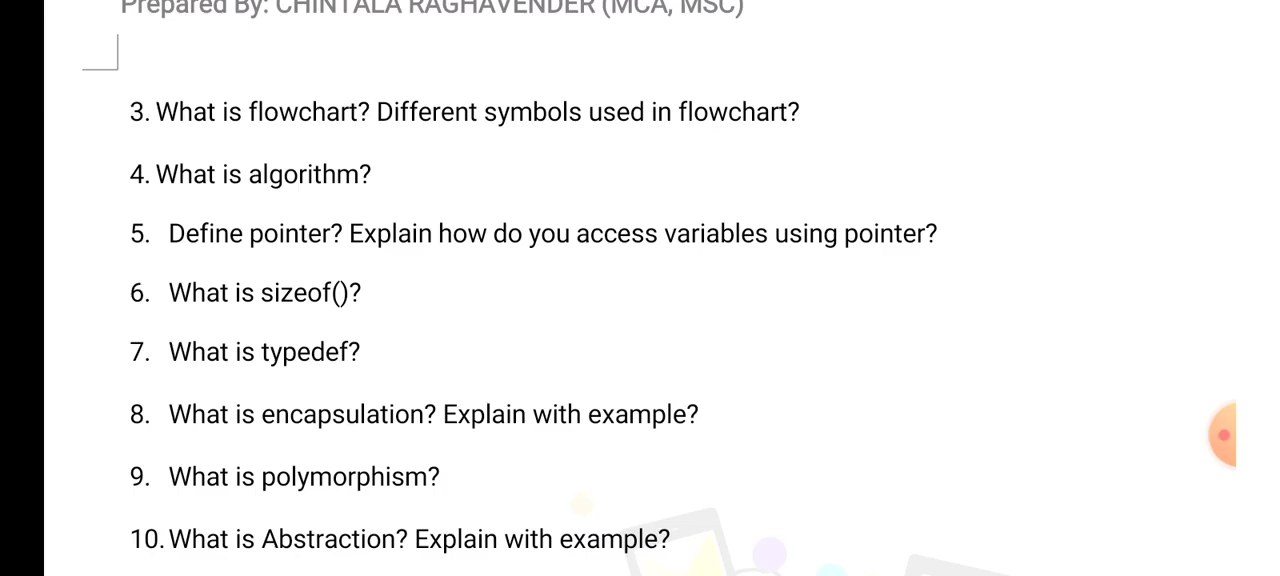 Prepared By: CHINTALA RAGHAVENDER (MCA, MSC)
3. What is flowchart? Different symbols used in flowchart?
4. What is algorithm?
5. Define pointer? Explain how do you access variables using pointer?
6. What is sizeof()?
7. What is typedef?
8. What is encapsulation? Explain with example?
9. What is polymorphism?
10. What is Abstraction? Explain with example?